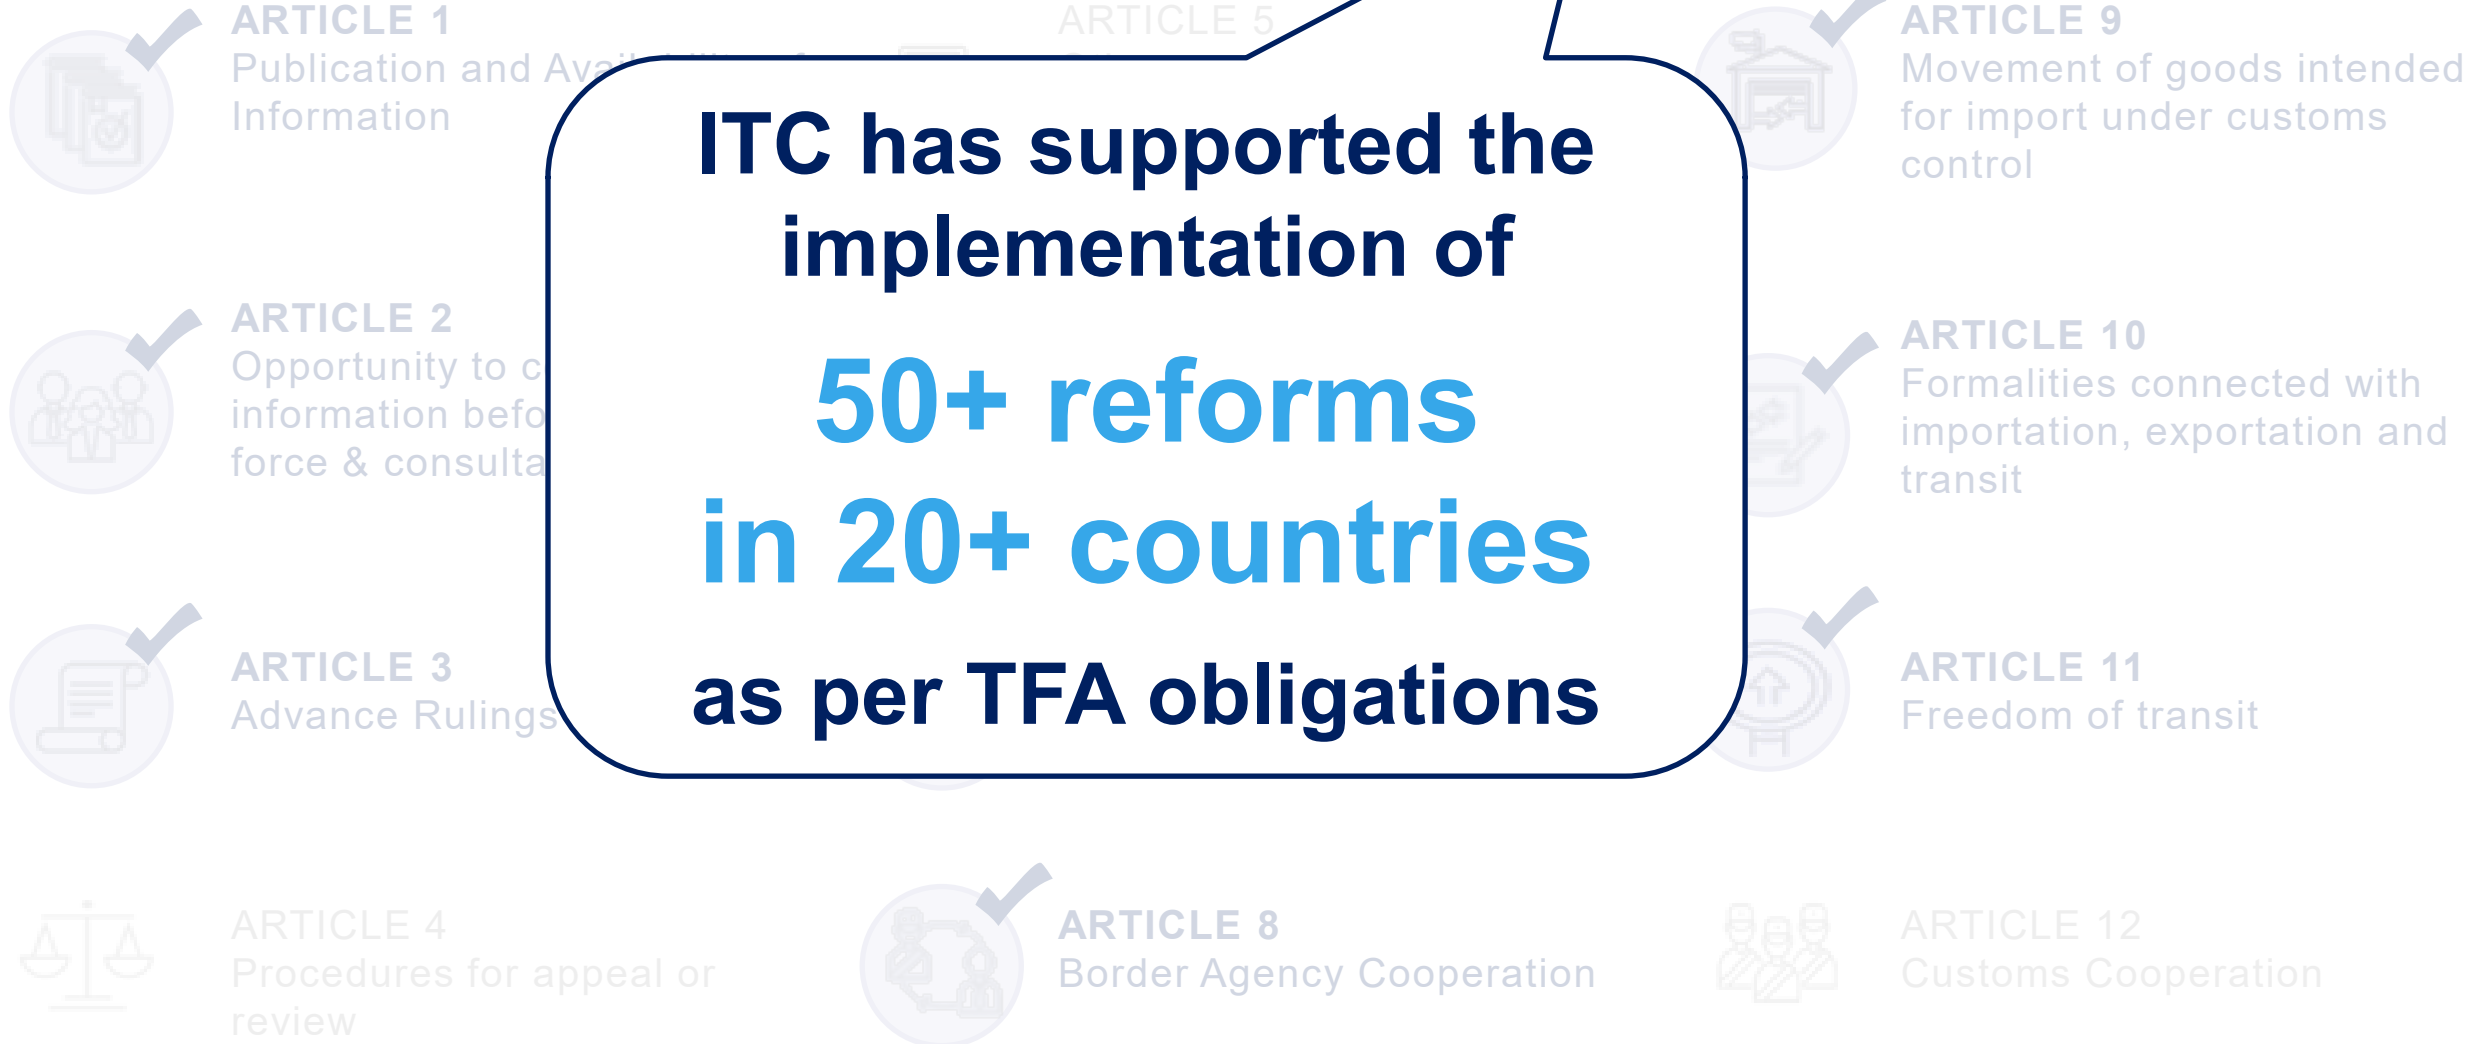 ARTICLE 1
Publication and
Information
ARTICLE 2
Opportunity to
information
force &
ARTICLE 3
Advance Rulings
ARTICLE 4
Procedures for appeal or
review
ARTICLE 5
ITC has supported the
implementation of
50+ reforms
in 20+ countries
as per TFA obligations
ARTICLE 8
Border Agency Cooperation
ARTICLE 9
Movement of goods intended
for import under customs
control
ARTICLE 10
Formalities connected with
importation, exportation and
transit
ARTICLE 11
Freedom of transit
ARTICLE 12
Customs Cooperation